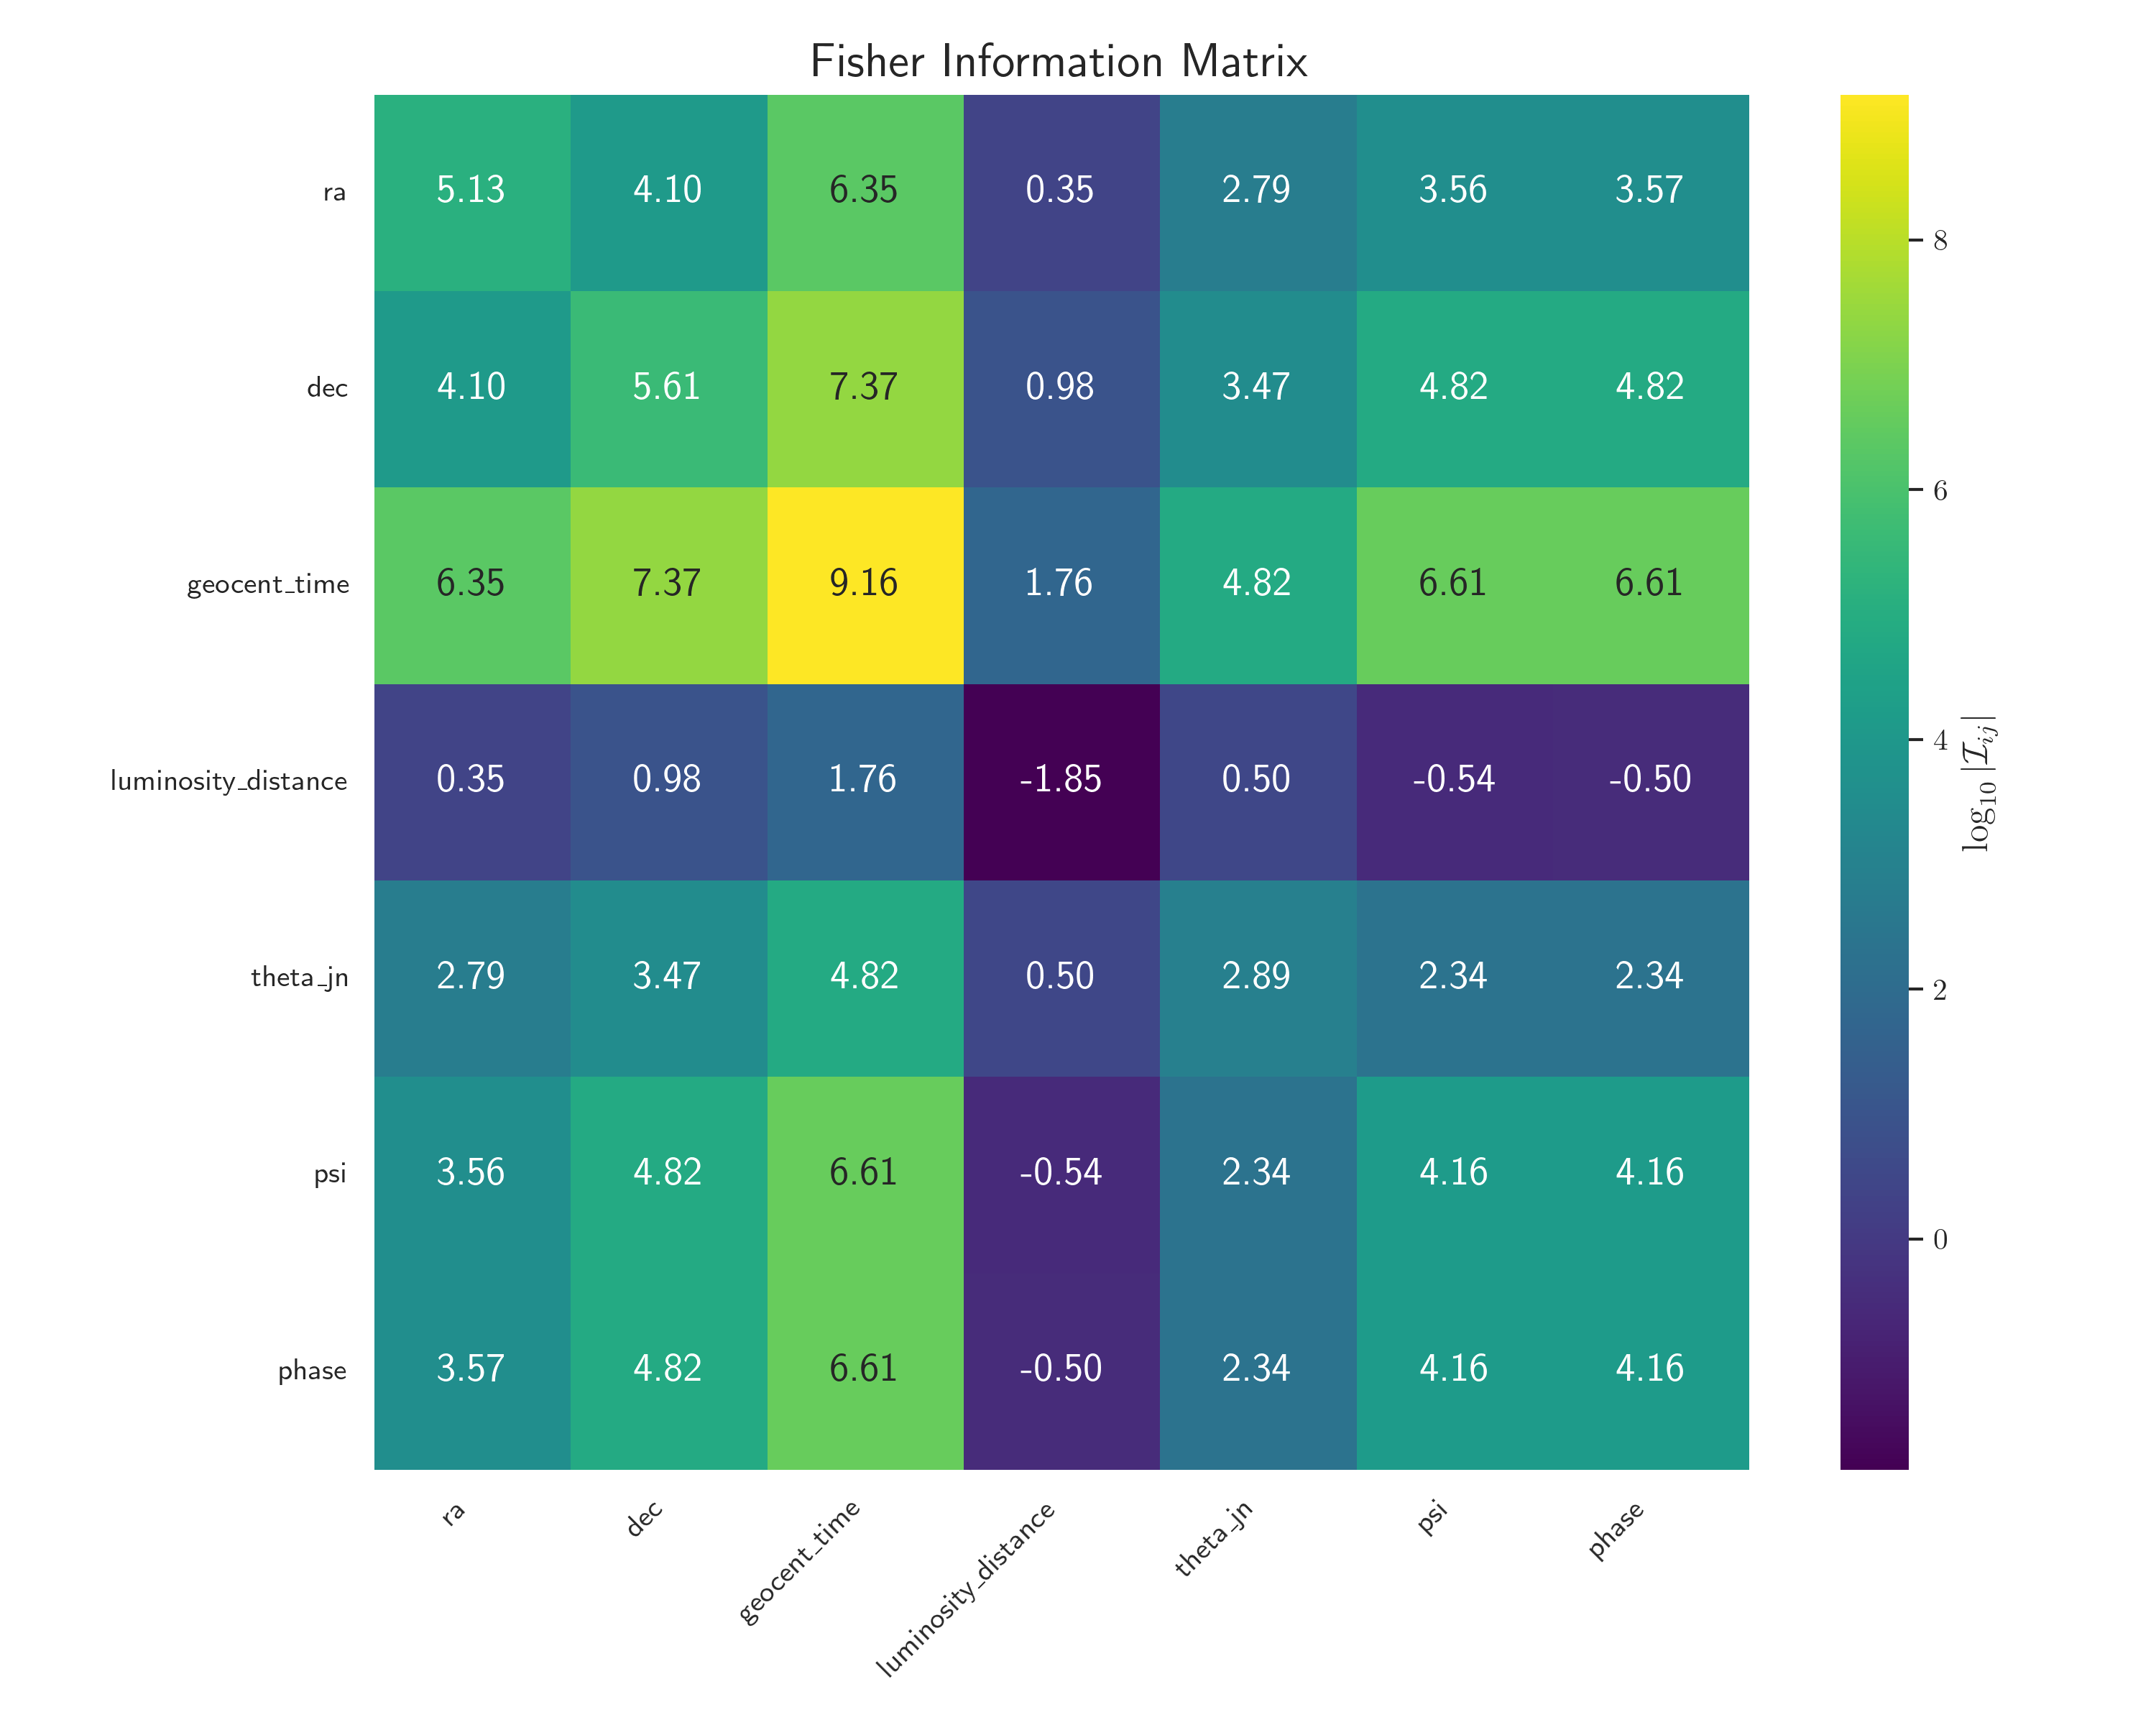 Fisher Information Matrix
ra 5.13 4.10 6.35 0.35 2.79 3.56 3.57
dec 4.10 5.61 7.37 0.98 3.47 4.82 4.82
geocent_time 6.35 7.37 9.16 1.76 4.82 6.61 6.61
luminosity_distance 0.35 0.98 1.76 -1.85 0.50 -0.54 -0.50
theta_jn 2.79 3.47 4.82 0.50 2.89 2.34 2.34
psi 3.56 4.82 6.61 -0.54 2.34 4.16 4.16
phase 3.57 4.82 6.61 -0.50 2.34 4.16 4.16
ra dec geocent_time luminosity_distance theta_jn psi phase
8
6
4
2
0
log₁₀ |ℐᵢⱼ|